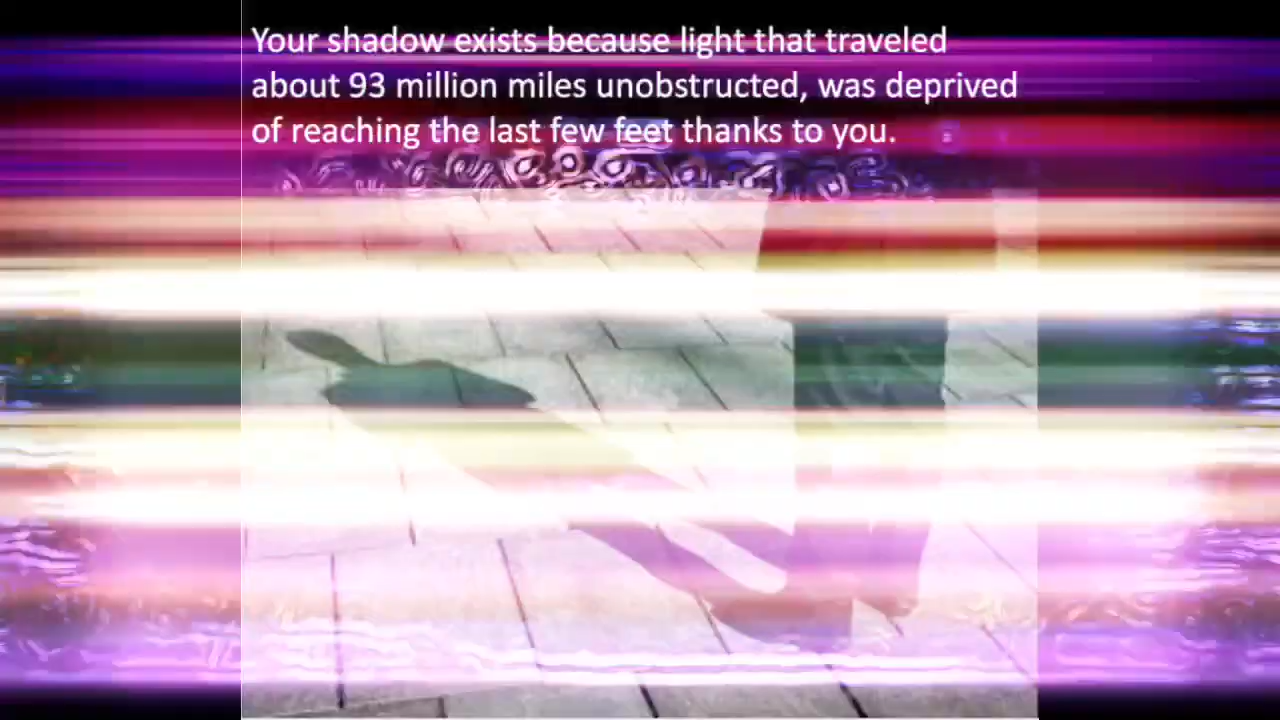 Your shadow exists because light that traveled
about 93 million miles unobstructed, was deprived
of reaching the last few feet thanks to you.